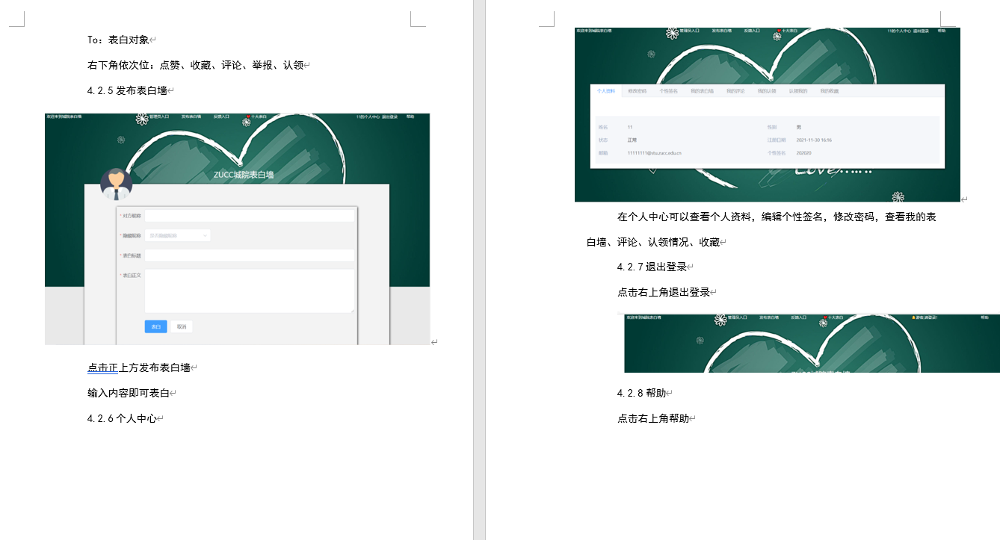 To：表白对象
右下角依次位：点赞、收藏、评论、举报、认领
4.2.5 发布表白墙
欢迎来到城院表白墙 管理员入口 发布表白墙 反馈入口 十大表白 11的个人中心 退出登录 帮助
ZUCC城院表白墙
* 对方昵称
* 隐藏昵称 是否隐藏昵称
* 表白标题
* 表白正文
表白 取消
点击正上方发布表白墙
输入内容即可表白
4.2.6 个人中心
欢迎来到城院表白墙 管理员入口 发布表白墙 反馈入口 十大表白 11的个人中心 退出登录 帮助
个人资料 修改密码 个性签名 我的表白墙 我的评论 我的认领 认领我的 我的收藏
姓名 11 性别 男
状态 正常 注册日期 2021-11-30 16:16
邮箱 11111111@stu.zucc.edu.cn 个性签名 202020
Love......
在个人中心可以查看个人资料，编辑个性签名，修改密码，查看我的表
白墙、评论、认领情况、收藏
4.2.7 退出登录
点击右上角退出登录
欢迎来到城院表白墙 管理员入口 发布表白墙 反馈入口 十大表白 游客,请登录! 帮助
ZUCC城院表白墙
4.2.8 帮助
点击右上角帮助